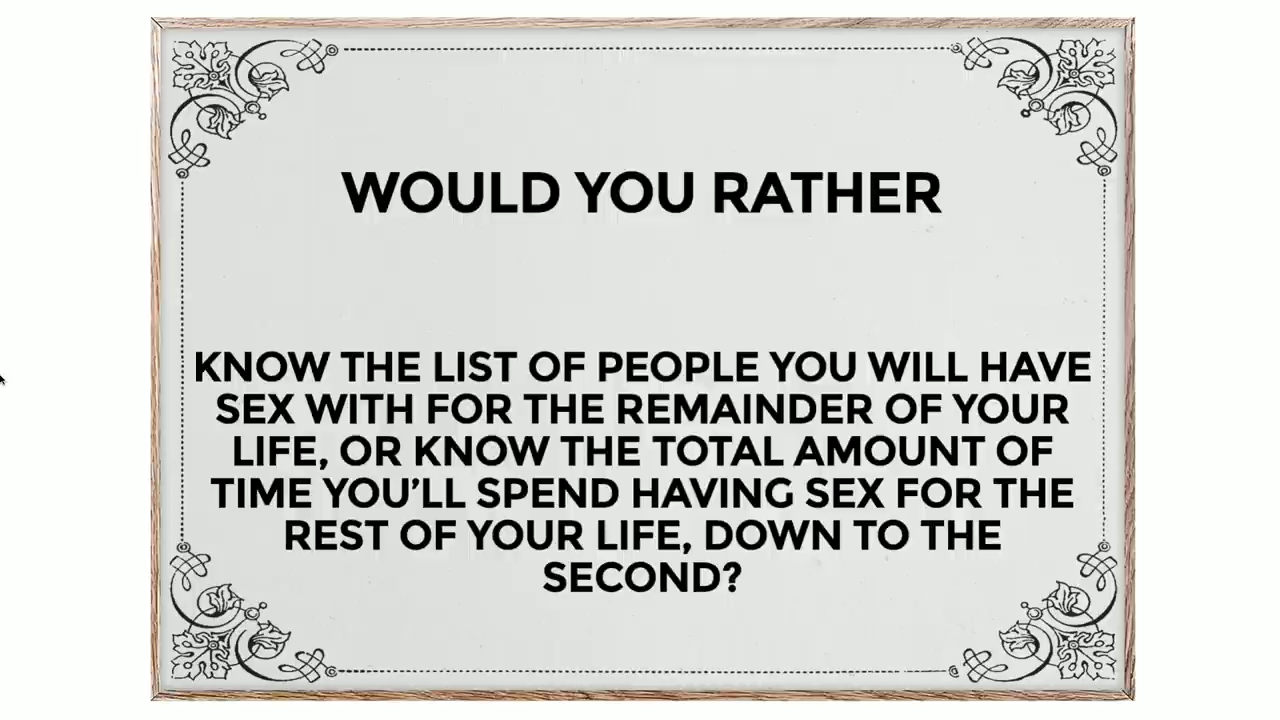 WOULD YOU RATHER
KNOW THE LIST OF PEOPLE YOU WILL HAVE
SEX WITH FOR THE REMAINDER OF YOUR
LIFE, OR KNOW THE TOTAL AMOUNT OF
TIME YOU’LL SPEND HAVING SEX FOR THE
REST OF YOUR LIFE, DOWN TO THE
SECOND?